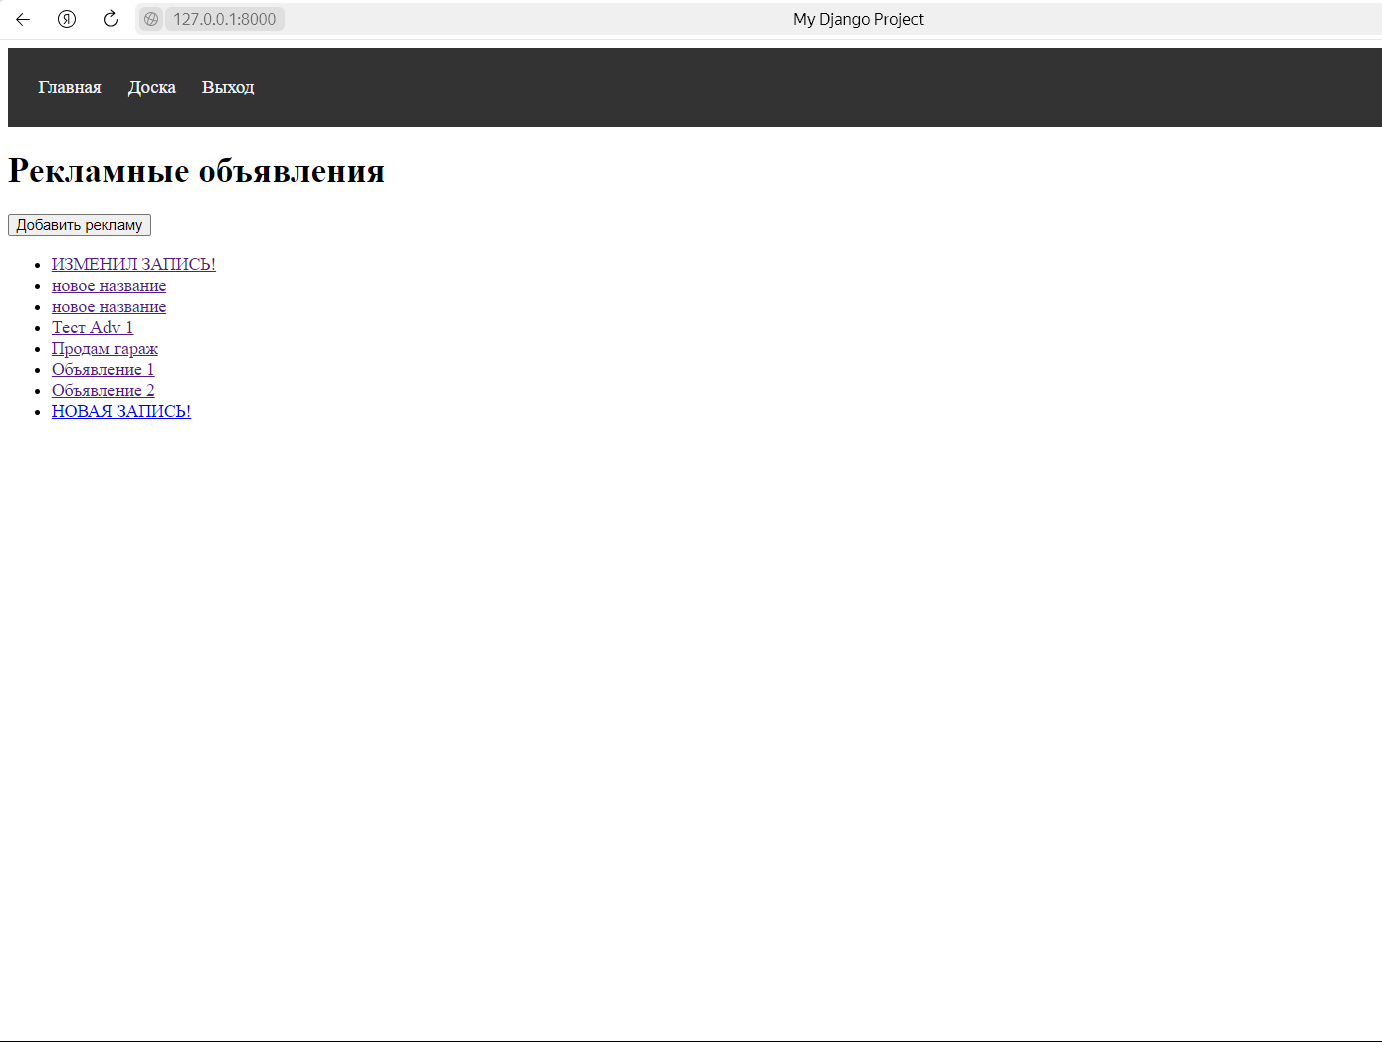 127.0.0.1:8000 My Django Project
Главная Доска Выход
Рекламные объявления
Добавить рекламу
ИЗМЕНИЛ ЗАПИСЬ!
новое название
новое название
Тест Adv 1
Продам гараж
Объявление 1
Объявление 2
НОВАЯ ЗАПИСЬ!